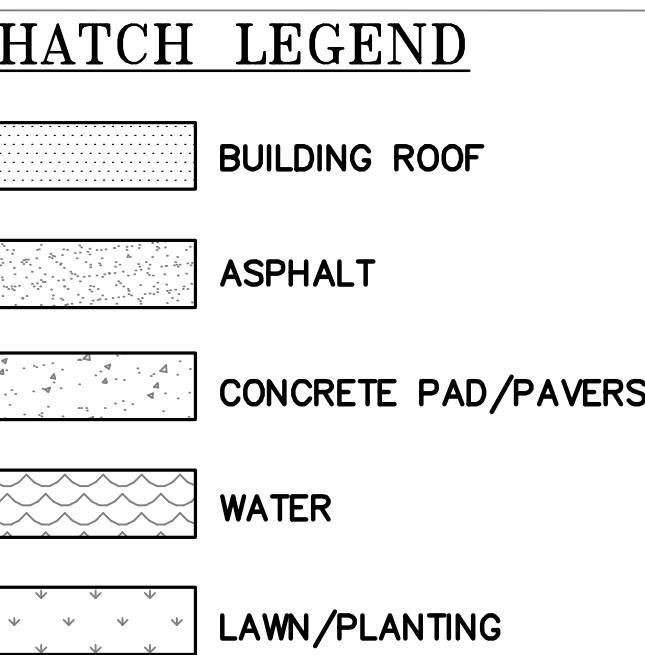 HATCH LEGEND
BUILDING ROOF
ASPHALT
CONCRETE PAD/PAVERS
WATER
LAWN/PLANTING